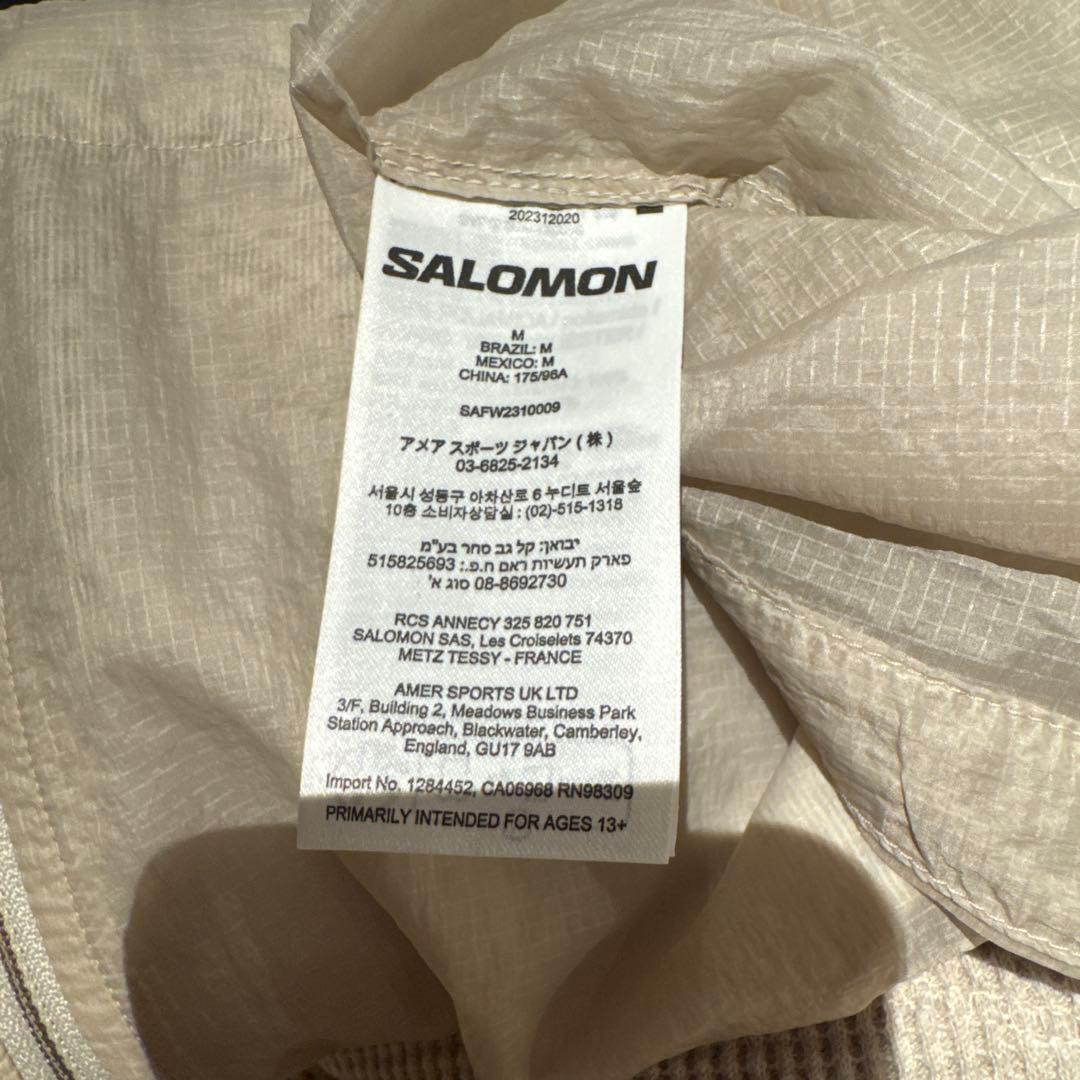 202312020
SALOMON
M
BRAZIL: M
MEXICO: M
CHINA: 175/96A
SAFW2310009
アメア スポーツ ジャパン ( 株 )
03-6825-2134
서울시 성동구 아차산로 6 누디트 서울숲
10층 소비자상담실 : (02)-515-1318
יבואן: קל גב סחר בע"מ
פארק תעשיות ראם ח.פ.: 515825693
08-8692730 סוג א'
RCS ANNECY 325 820 751
SALOMON SAS, Les Croiselets 74370
METZ TESSY - FRANCE
AMER SPORTS UK LTD
3/F, Building 2, Meadows Business Park
Station Approach, Blackwater, Camberley,
England, GU17 9AB
Import No. 1284452, CA06968 RN98309
PRIMARILY INTENDED FOR AGES 13+